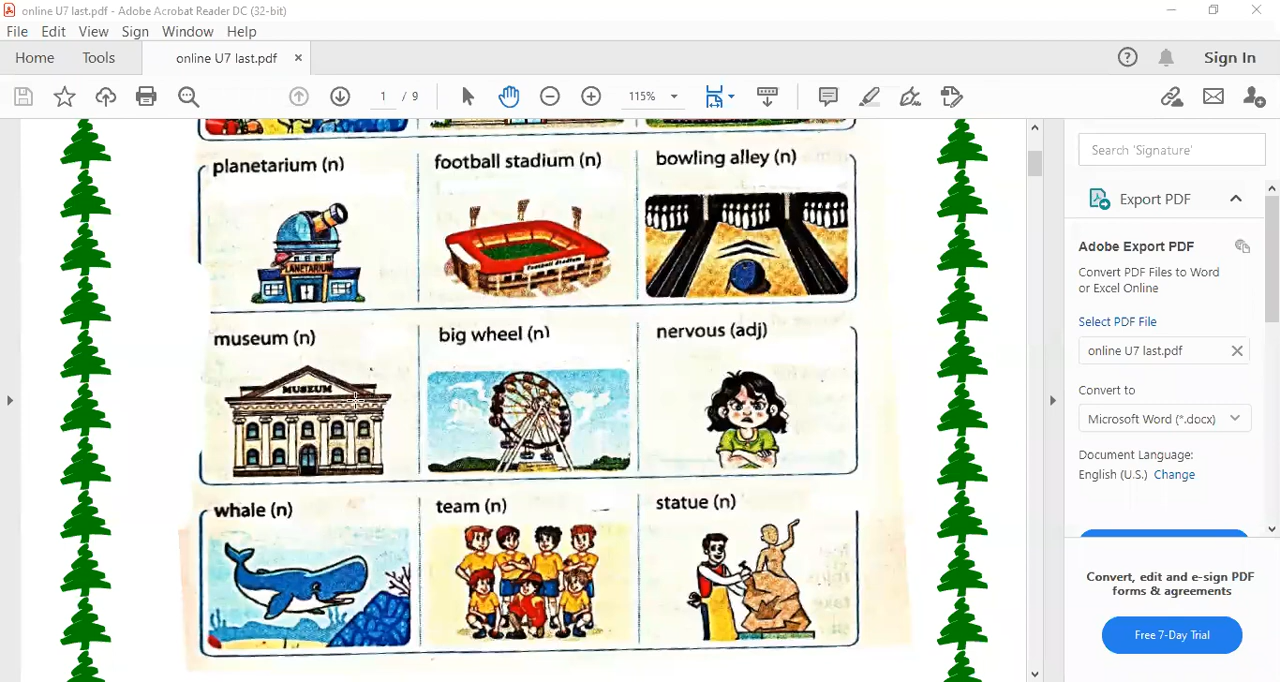 online U7 last.pdf - Adobe Acrobat Reader DC (32-bit)
File Edit View Sign Window Help
Home Tools online U7 last.pdf × Sign In
1 / 9 115%
Search 'Signature'
Export PDF
Adobe Export PDF
Convert PDF Files to Word
or Excel Online
Select PDF File
online U7 last.pdf
Convert to
Microsoft Word (*.docx)
Document Language:
English (U.S.) Change
Convert, edit and e-sign PDF
forms & agreements
Free 7-Day Trial
planetarium (n) football stadium (n) bowling alley (n)
PLANETARIUM
Football Stadium
museum (n) big wheel (n) nervous (adj)
MUSEUM
whale (n) team (n) statue (n)